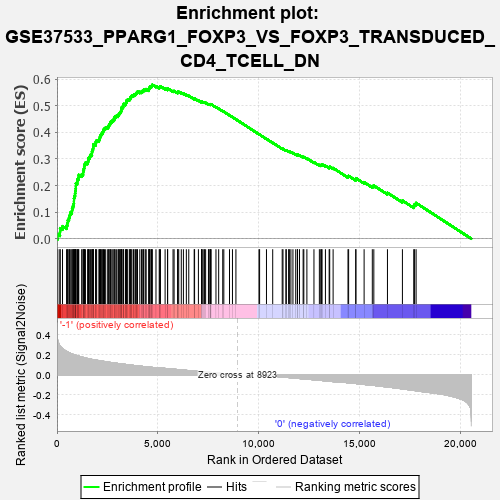 Enrichment plot:
GSE37533_PPARG1_FOXP3_VS_FOXP3_TRANSDUCED_
CD4_TCELL_DN
Enrichment score (ES)
0.6
0.5
0.4
0.3
0.2
0.1
0.0
'-1' (positively correlated)
Ranked list metric (Signal2Noise)
0.4
0.2
0.0
-0.2
-0.4
Zero cross at 8923
'0' (negatively correlated)
0
5,000
10,000
15,000
20,000
Rank in Ordered Dataset
Enrichment profile
Hits
Ranking metric scores